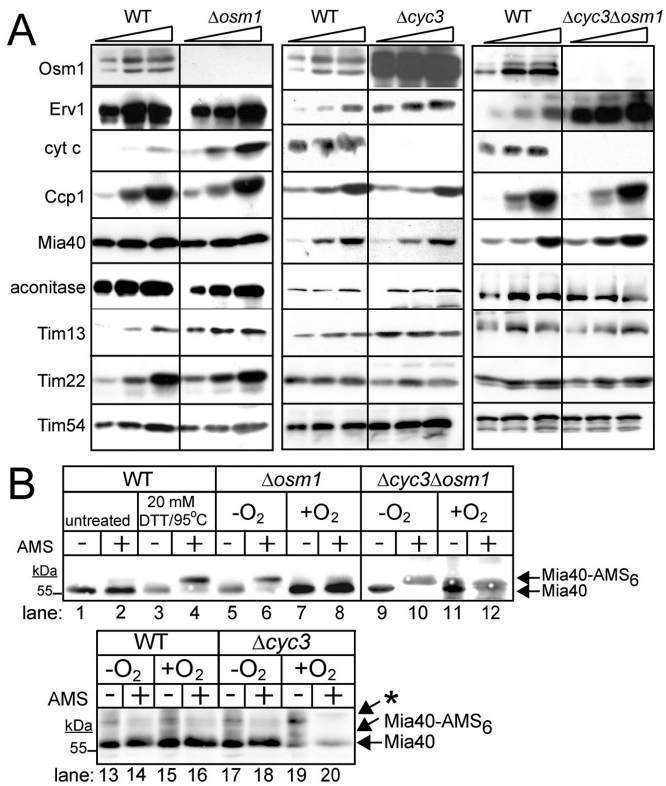 A
WT Δosm1 WT Δcyc3 WT Δcyc3Δosm1
Osm1
Erv1
cyt c
Ccp1
Mia40
aconitase
Tim13
Tim22
Tim54
B
WT Δosm1 Δcyc3Δosm1
untreated 20 mM DTT/95°C -O2 +O2 -O2 +O2
AMS - + - + - + - + - + - +
kDa
55
Mia40-AMS6
Mia40
lane: 1 2 3 4 5 6 7 8 9 10 11 12
WT Δcyc3
-O2 +O2 -O2 +O2
AMS - + - + - + - +
*
kDa
Mia40-AMS6
55
Mia40
lane: 13 14 15 16 17 18 19 20